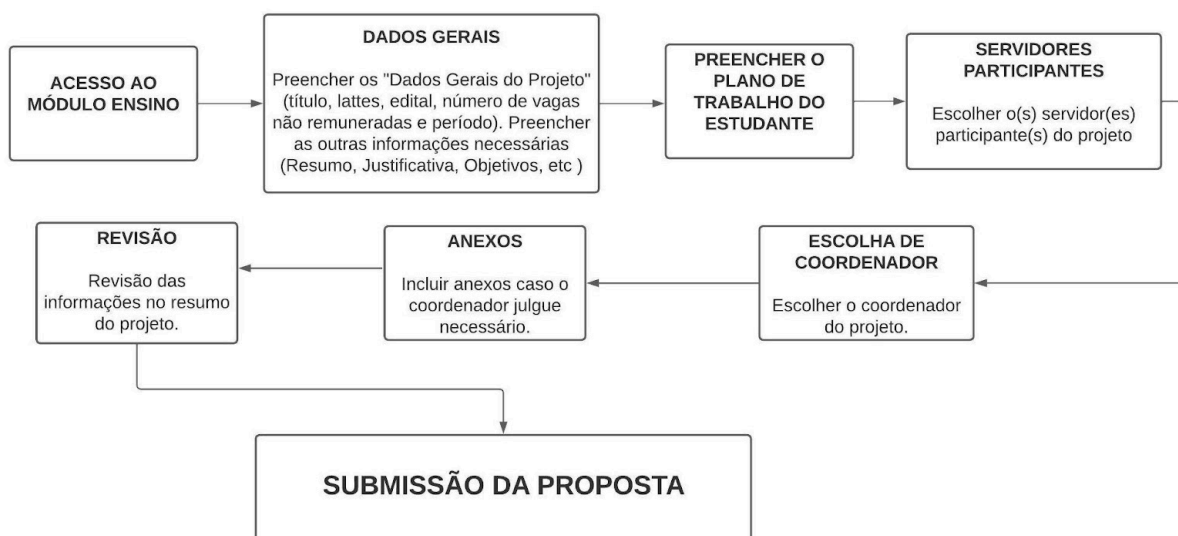 ACESSO AO
MÓDULO ENSINO
DADOS GERAIS
Preencher os "Dados Gerais do Projeto"
(título, lattes, edital, número de vagas
não remuneradas e período). Preencher
as outras informações necessárias
(Resumo, Justificativa, Objetivos, etc )
PREENCHER O
PLANO DE
TRABALHO DO
ESTUDANTE
SERVIDORES
PARTICIPANTES
Escolher o(s) servidor(es)
participante(s) do projeto
ESCOLHA DE
COORDENADOR
Escolher o coordenador
do projeto.
ANEXOS
Incluir anexos caso o
coordenador julgue
necessário.
REVISÃO
Revisão das
informações no resumo
do projeto.
SUBMISSÃO DA PROPOSTA